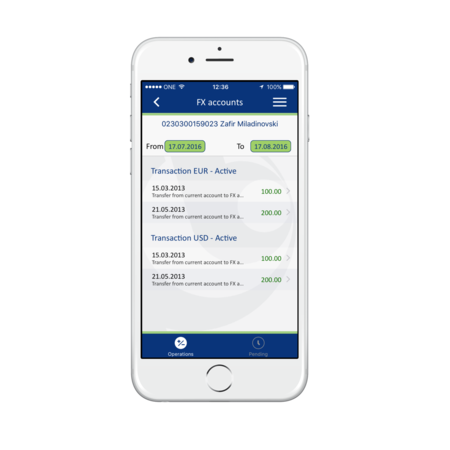 ONE 12:36 100%
FX accounts
0230300159023 Zafir Miladinovski
From 17.07.2016 To 17.08.2016
Transaction EUR - Active
15.03.2013
Transfer from current account to FX a... 100.00
21.05.2013
Transfer from current account to FX a... 200.00
Transaction USD - Active
15.03.2013
Transfer from current account to FX a... 100.00
21.05.2013
Transfer from current account to FX a... 200.00
Operations Pending